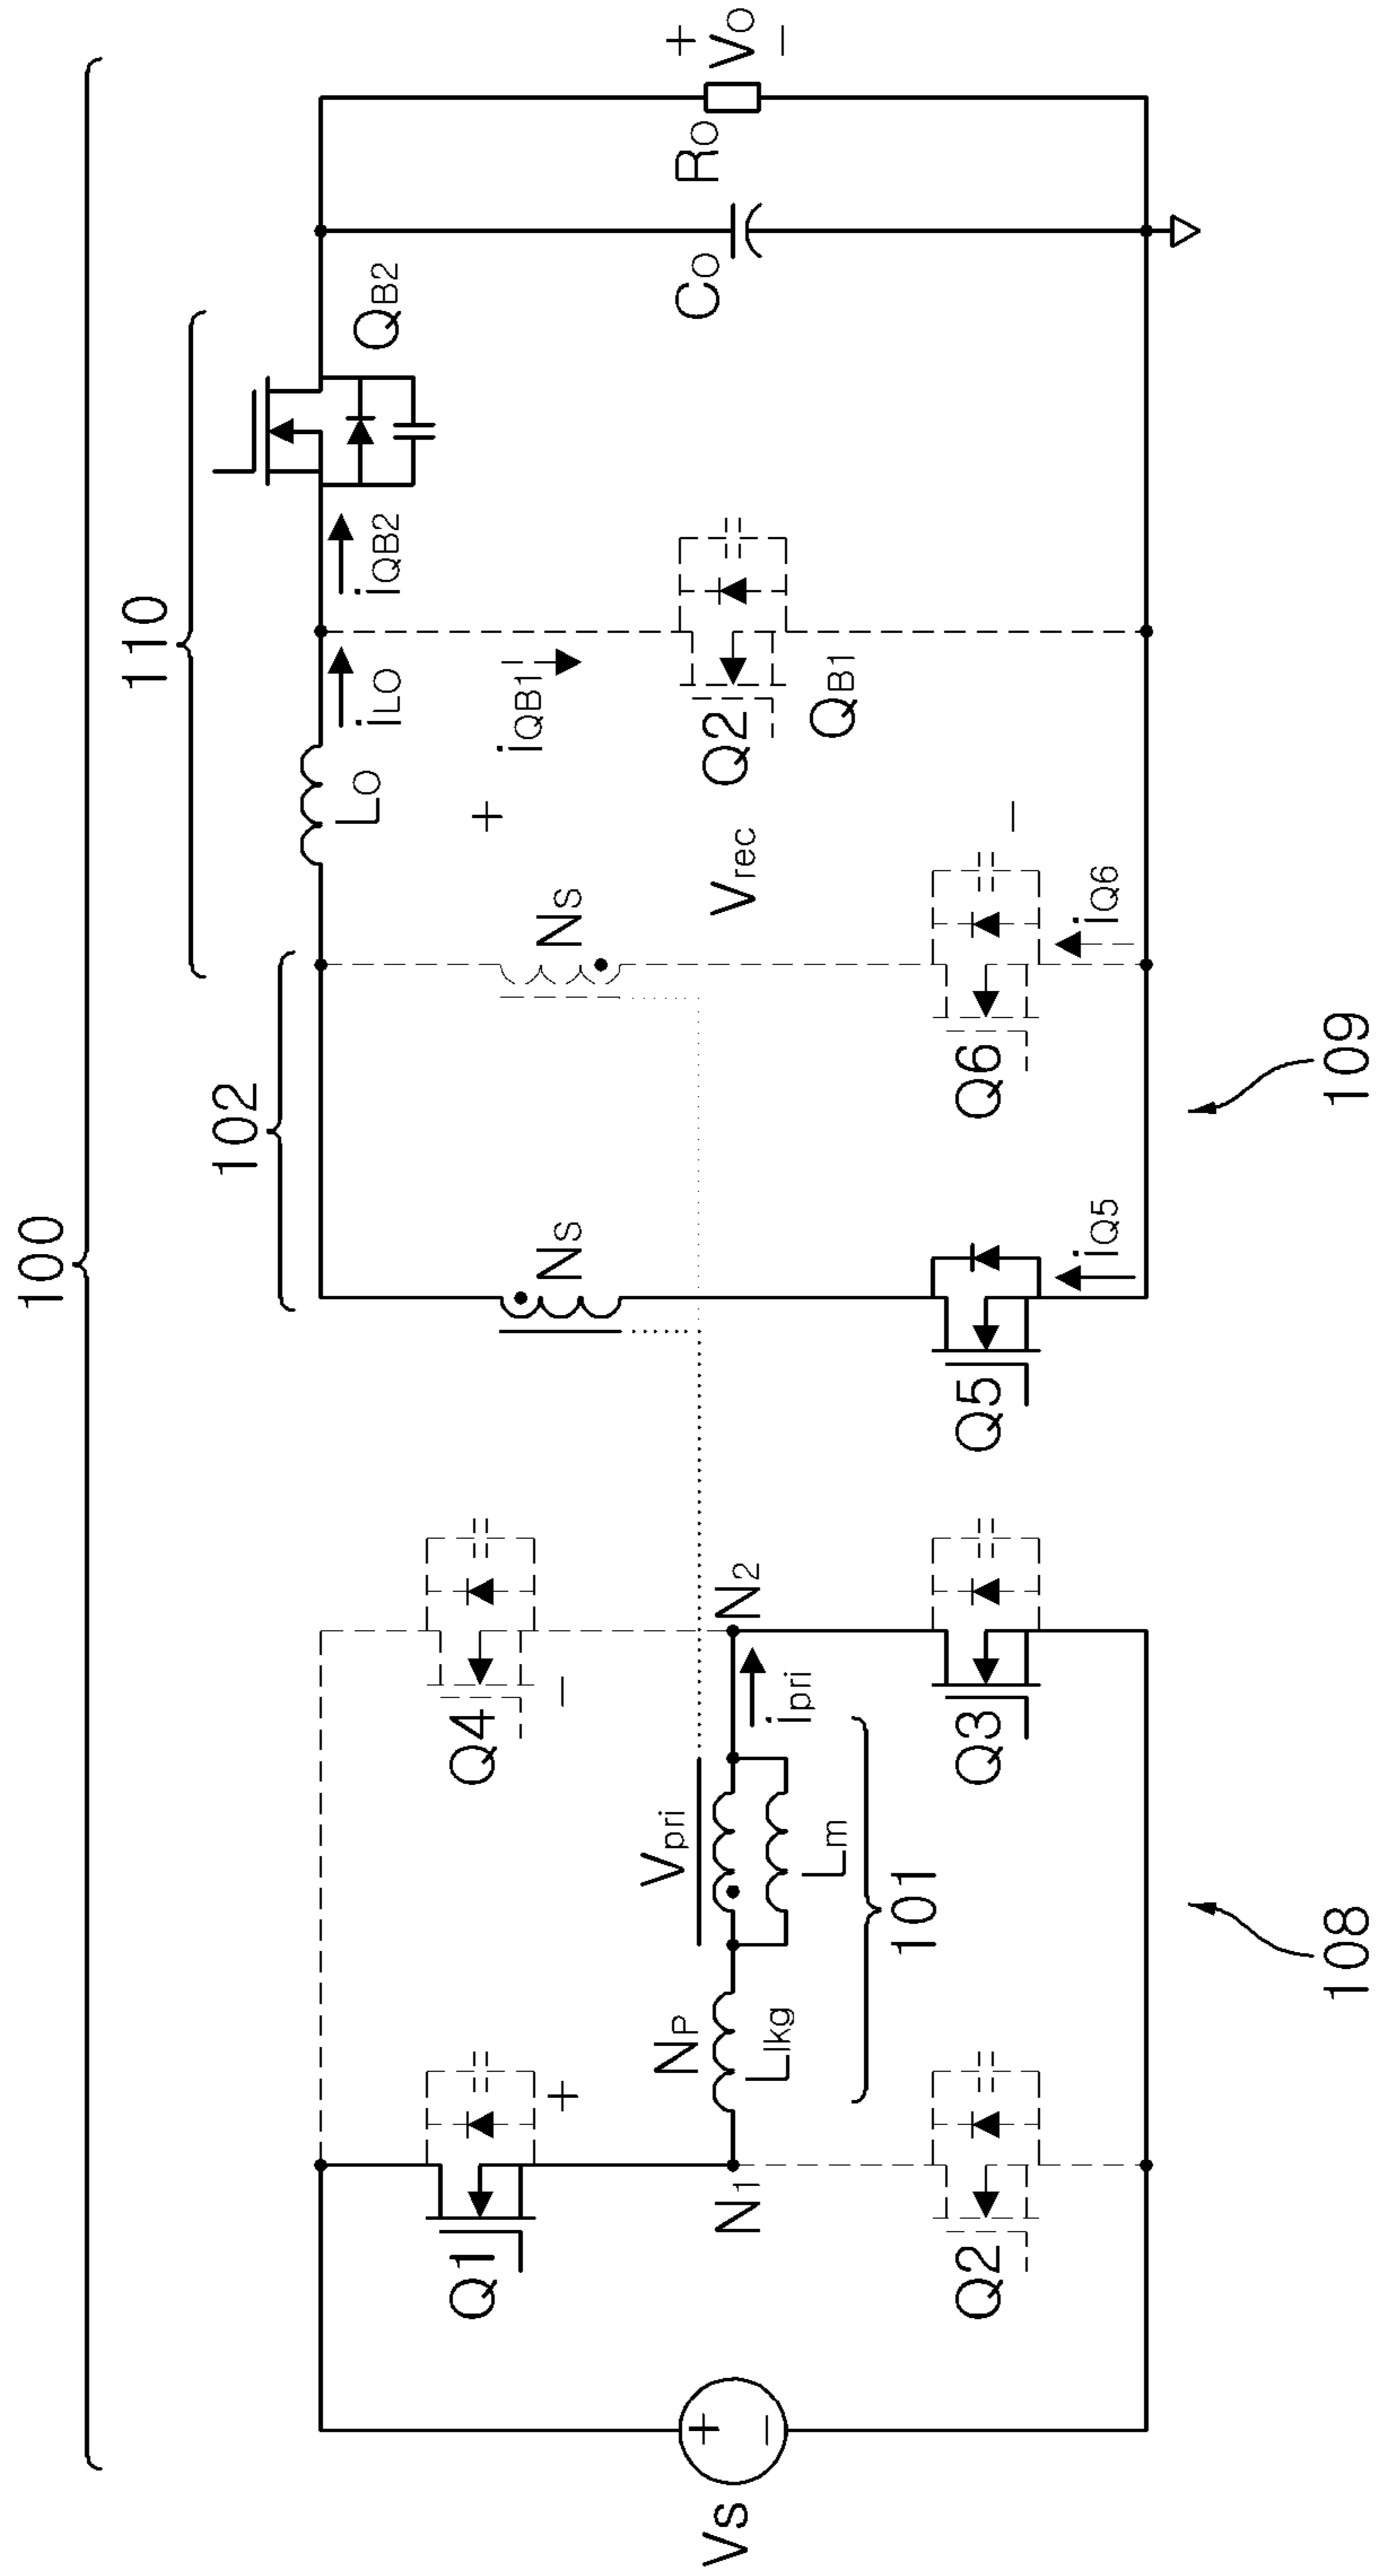 100
102
110
Vs
+
−
Q1
+
Q4
−
N1
NP
Llkg
Vpri
Lm
ipri
N2
101
Q2
Q3
108
NS
NS
Q5
iQ5
Q6
iQ6
109
LO
iLO
+
Vrec
−
iQB1
Q2
QB1
iQB2
QB2
CO
RO
+
VO
−